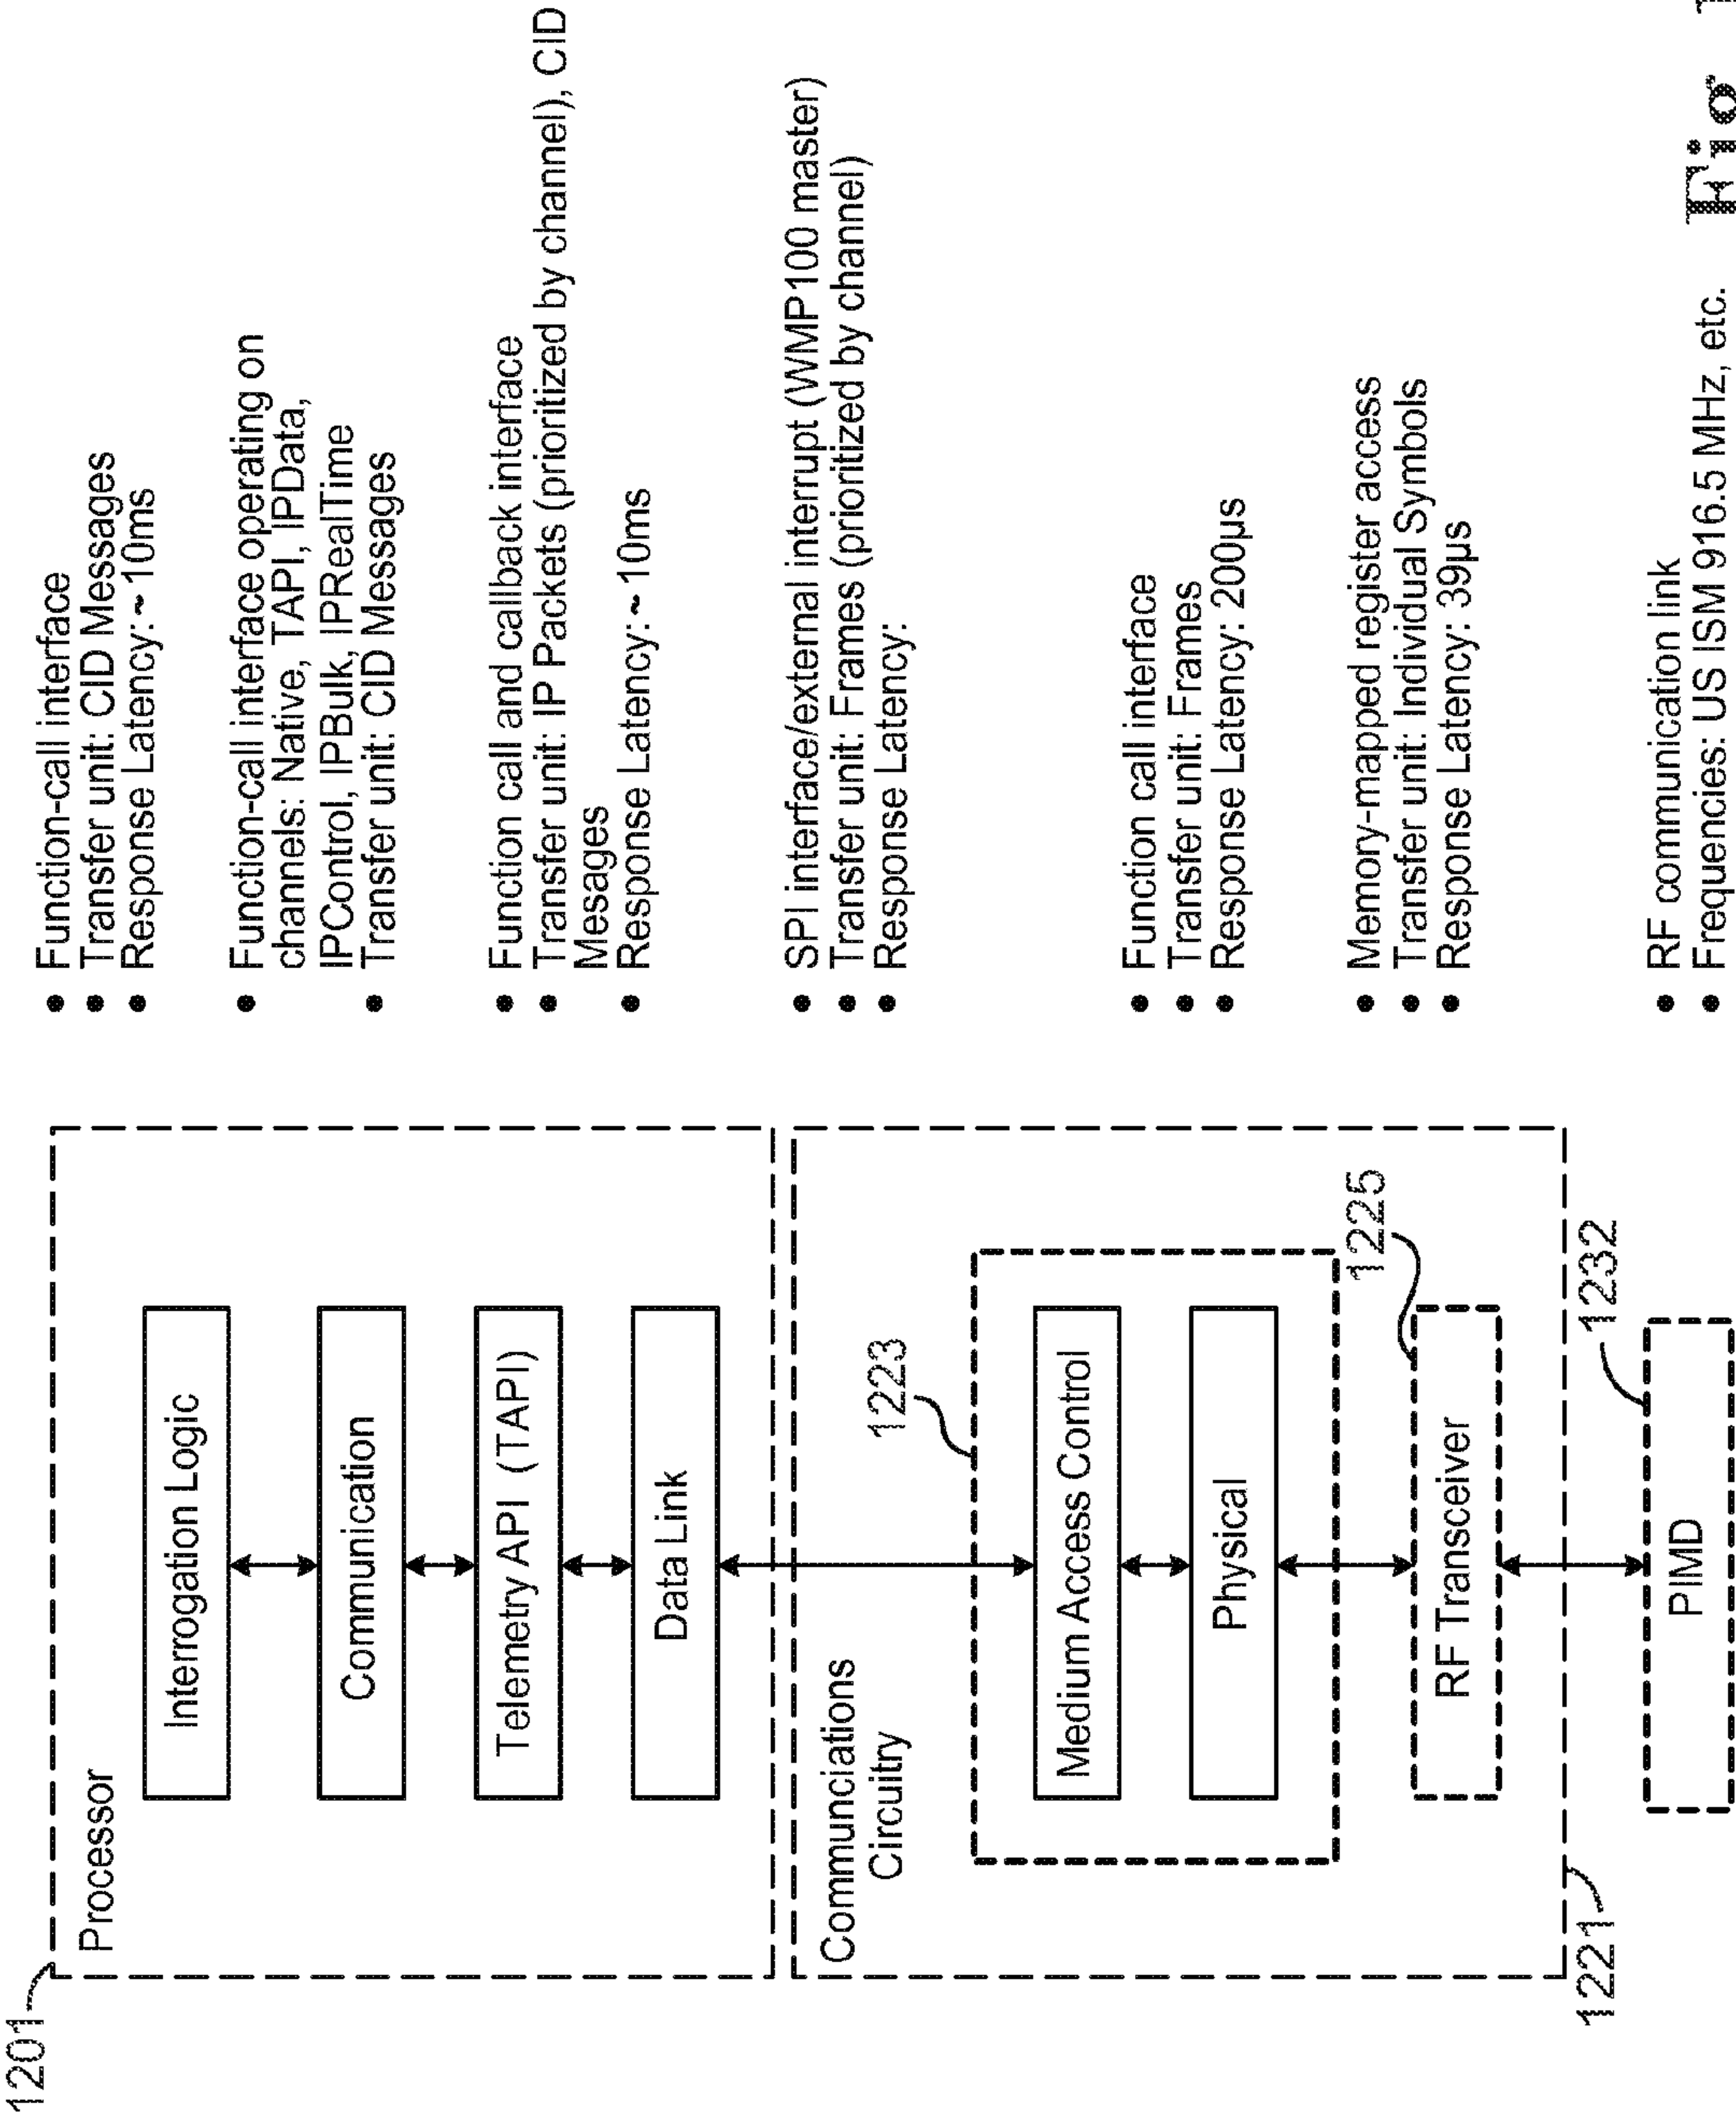 1201
Processor
Interrogation Logic
Communication
Telemetry API (TAPI)
Data Link
Communciations
Circuitry
1223
Medium Access Control
Physical
1225
RF Transceiver
1221
1232
PIMD
• Function-call interface
• Transfer unit: CID Messages
• Response Latency: ~ 10ms
• Function-call interface operating on
channels: Native, TAPI, IPData,
IPControl, IPBulk, IPRealTime
• Transfer unit: CID Messages
• Function call and callback interface
• Transfer unit: IP Packets (prioritized by channel), CID
Messages
• Response Latency: ~ 10ms
• SPI interface/external interrupt (WMP100 master)
• Transfer unit: Frames (prioritized by channel)
• Response Latency:
• Function call interface
• Transfer unit: Frames
• Response Latency: 200µs
• Memory-mapped register access
• Transfer unit: Individual Symbols
• Response Latency: 39µs
• RF communication link
• Frequencies: US ISM 916.5 MHz, etc.